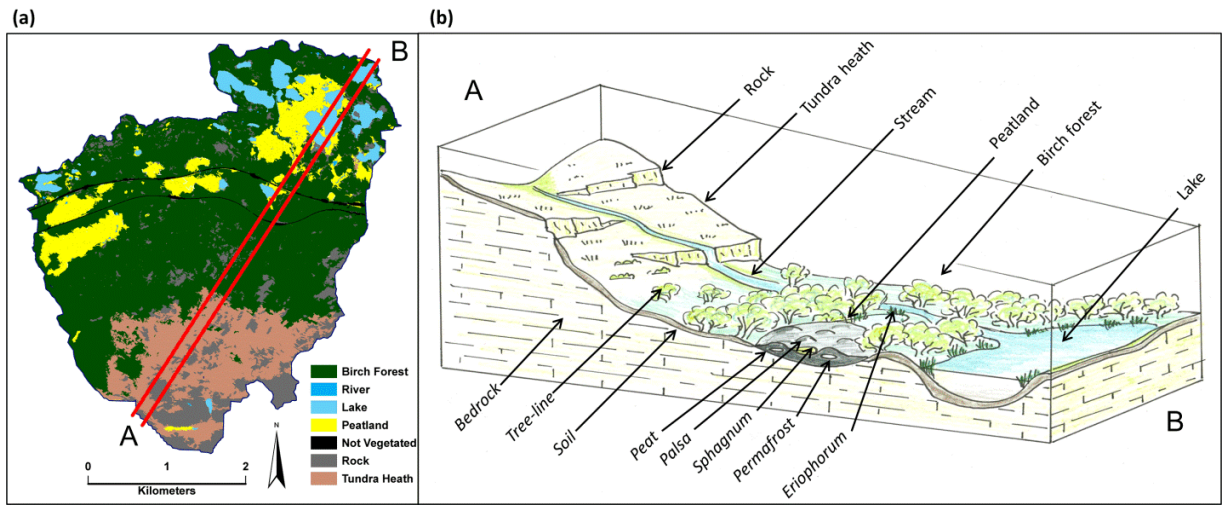 (a)
B
A
Birch Forest
River
Lake
Peatland
Not Vegetated
Rock
Tundra Heath
N
0 1 2
Kilometers
(b)
A
Rock
Tundra heath
Stream
Peatland
Birch forest
Lake
Bedrock
Tree-line
Soil
Peat
Palsa
Sphagnum
Permafrost
Eriophorum
B